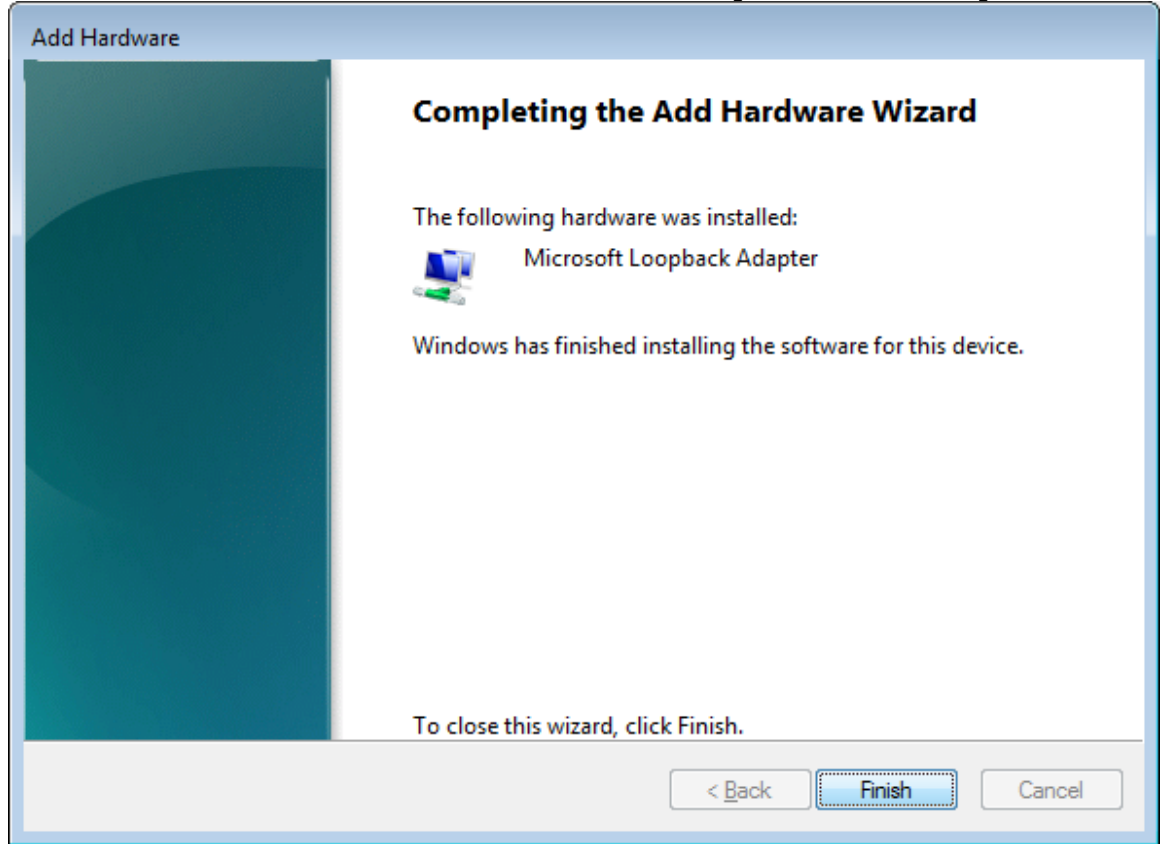 Add Hardware
Completing the Add Hardware Wizard
The following hardware was installed:
Microsoft Loopback Adapter
Windows has finished installing the software for this device.
To close this wizard, click Finish.
< Back Finish Cancel